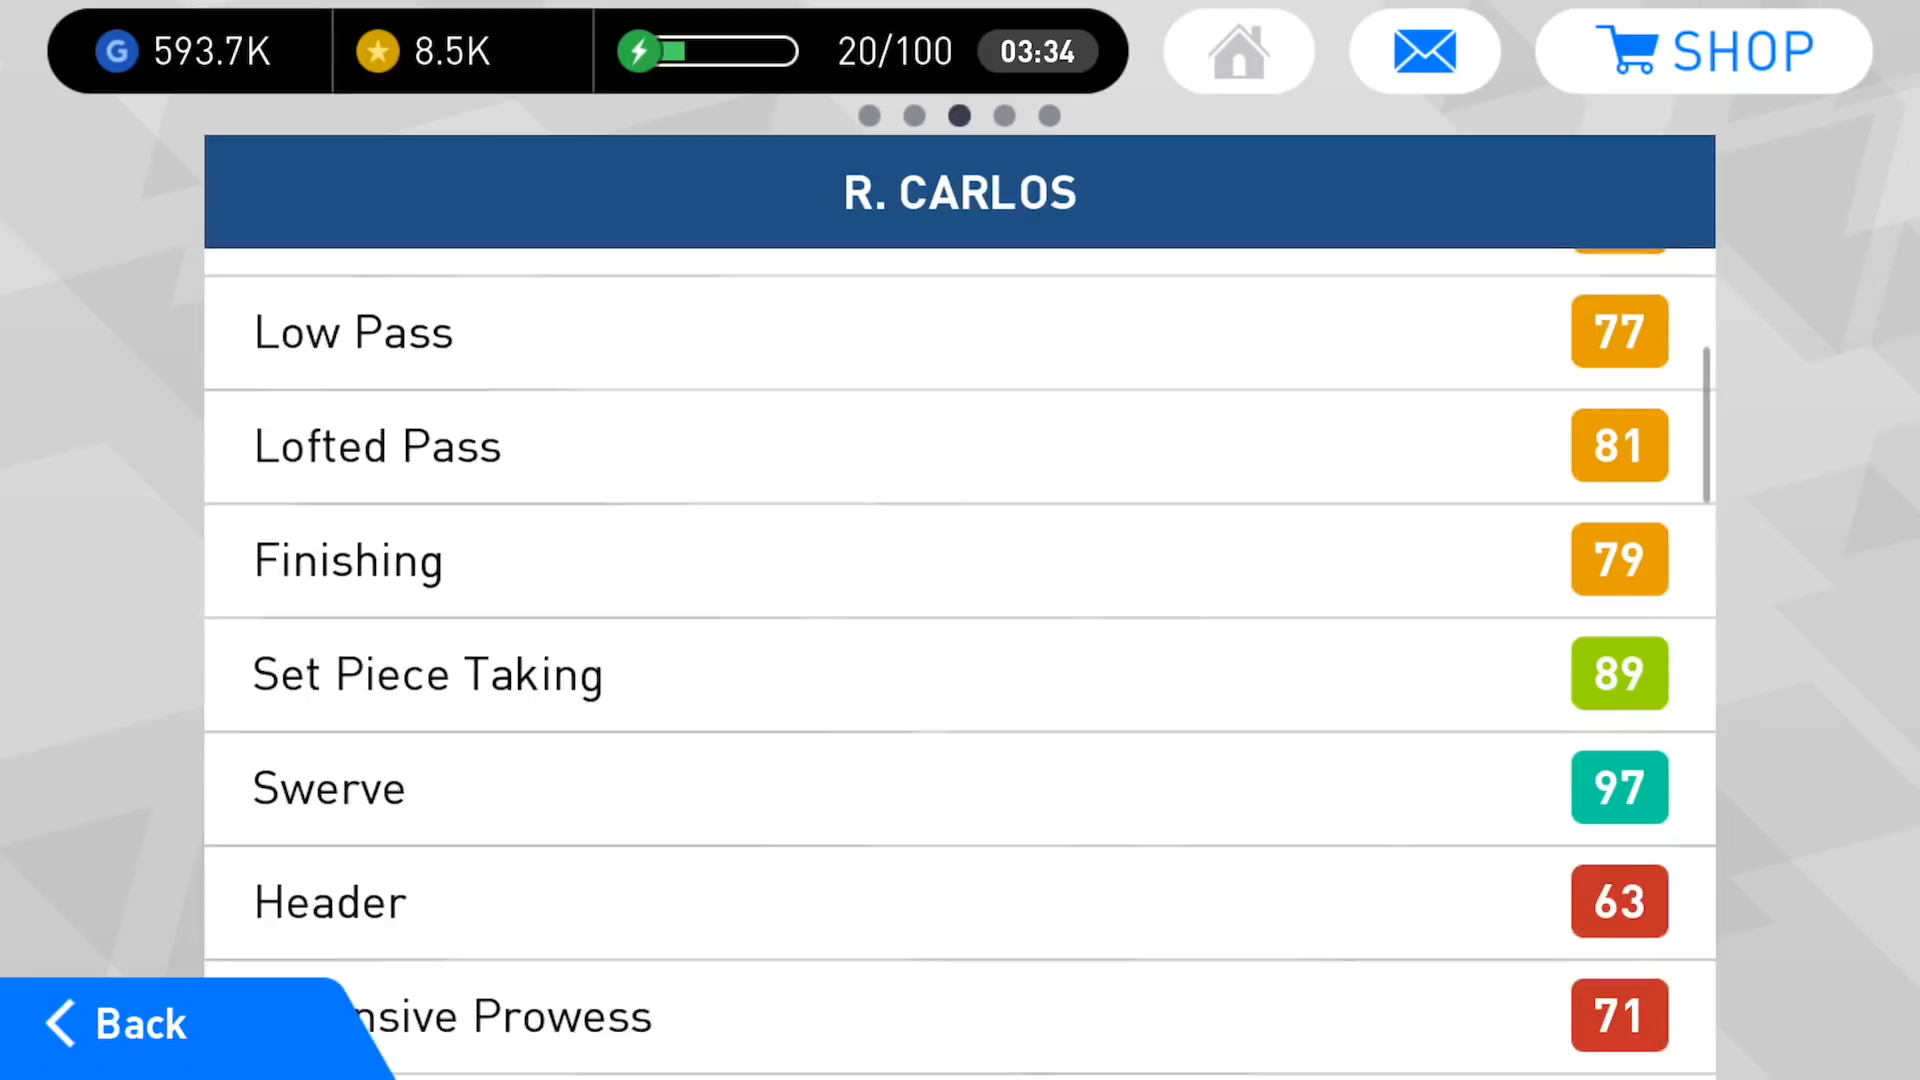 G 593.7K 8.5K 20/100 03:34 SHOP
R. CARLOS
Low Pass 77
Lofted Pass 81
Finishing 79
Set Piece Taking 89
Swerve 97
Header 63
nsive Prowess 71
Back